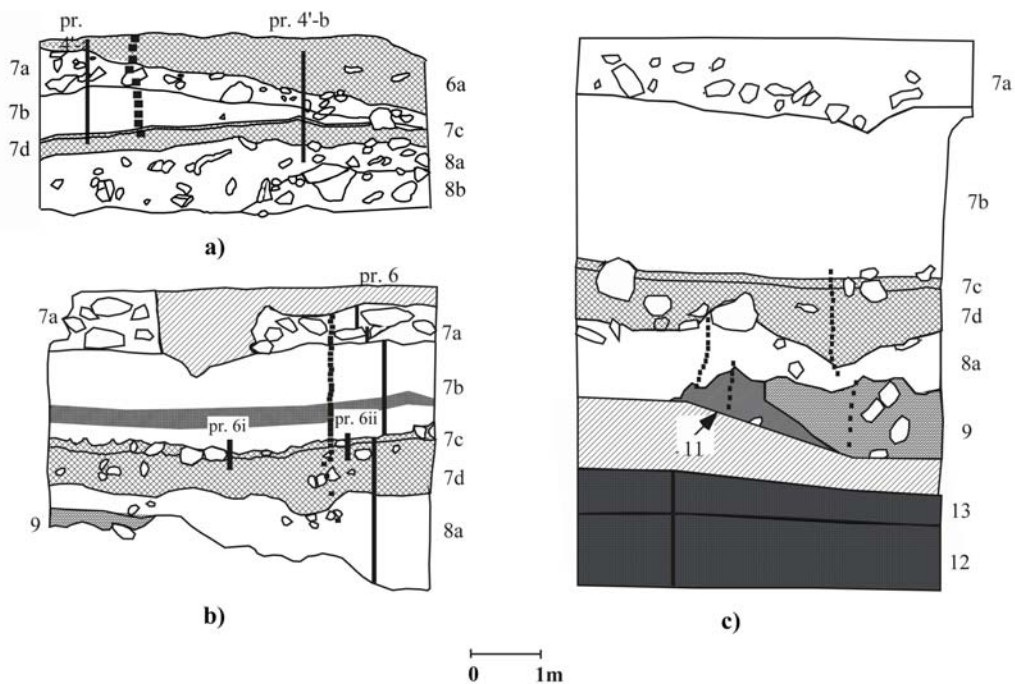 pr. 4'-
pr. 4'-b
7a
7b
7d
6a
7c
8a
8b
a)
pr. 6
7a
7a
7b
pr. 6i
pr. 6ii
7c
7d
9
8a
b)
7a
7b
7c
7d
8a
9
.11
13
12
c)
0 1m